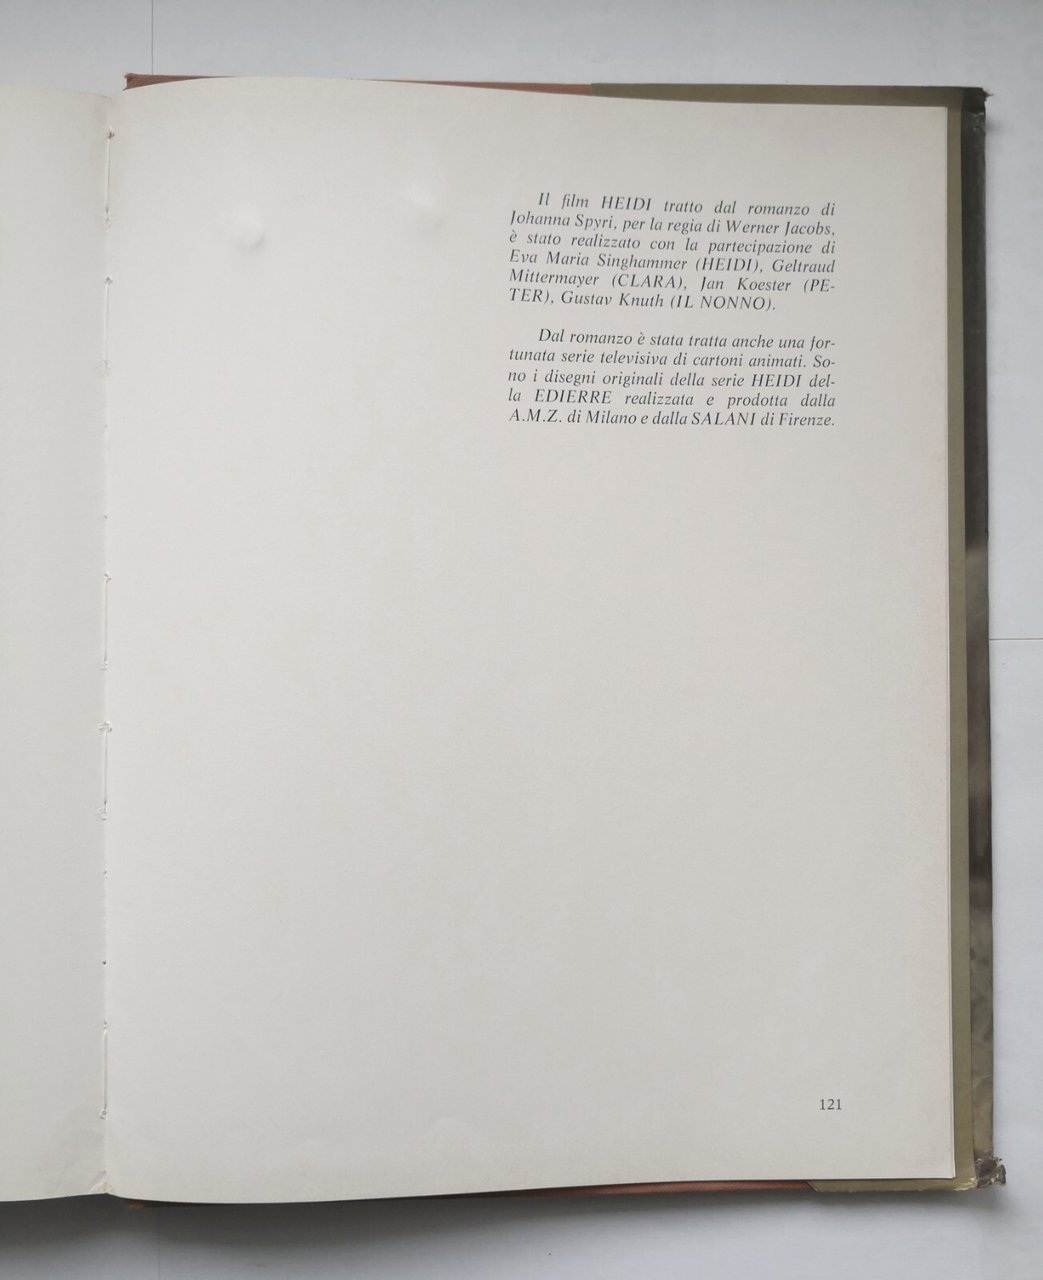 Il film HEIDI tratto dal romanzo di
Johanna Spyri, per la regia di Werner Jacobs,
è stato realizzato con la partecipazione di
Eva Maria Singhammer (HEIDI), Geltraud
Mittermayer (CLARA), Jan Koester (PE-
TER), Gustav Knuth (IL NONNO).
Dal romanzo è stata tratta anche una for-
tunata serie televisiva di cartoni animati. So-
no i disegni originali della serie HEIDI del-
la EDIERRE realizzata e prodotta dalla
A.M.Z. di Milano e dalla SALANI di Firenze.
121